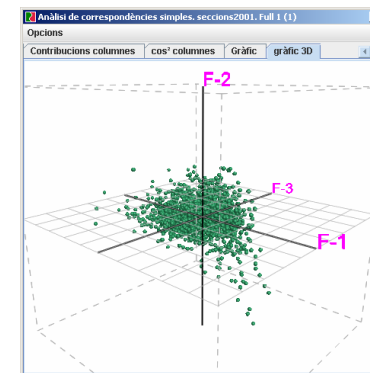 Anàlisi de correspondències simples. seccions2001. Full 1 (1)
Opcions
Contribucions columnes cos² columnes Gràfic gràfic 3D
F-2
F-3
F-1